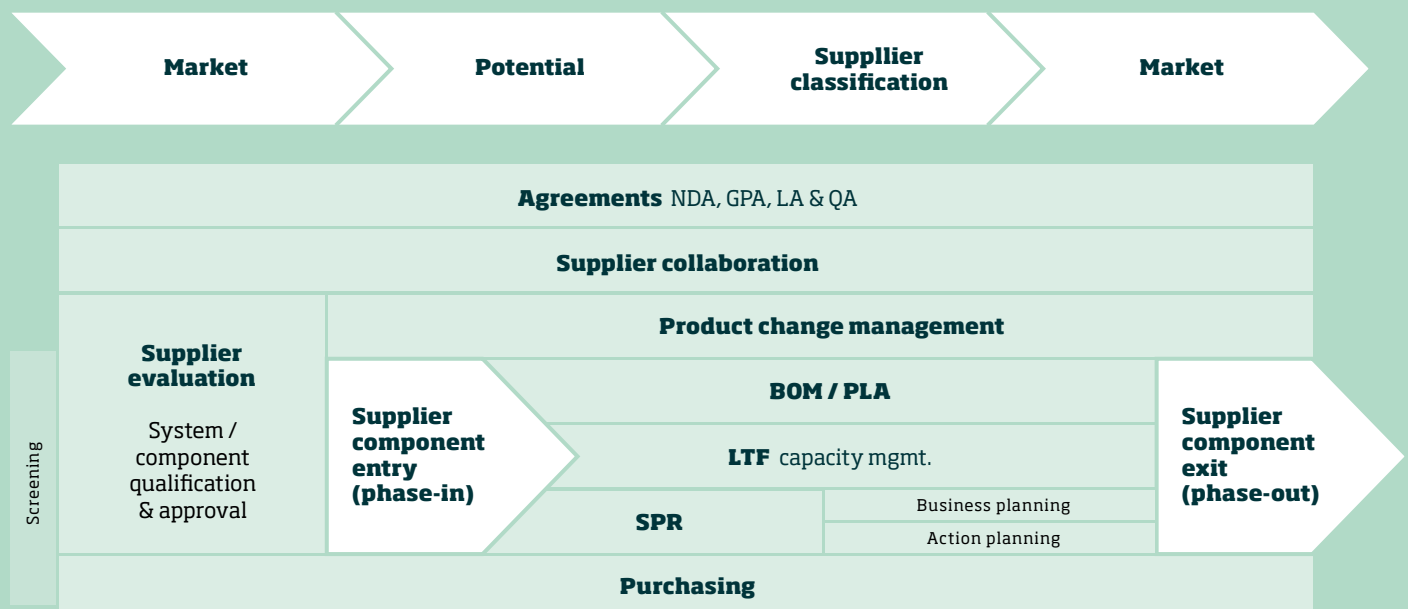 Market
Potential
Suppllier
classification
Market
Agreements NDA, GPA, LA & QA
Supplier collaboration
Product change management
Supplier
evaluation
System /
component
qualification
& approval
Screening
Supplier
component
entry
(phase-in)
BOM / PLA
LTF capacity mgmt.
SPR
Business planning
Action planning
Supplier
component
exit
(phase-out)
Purchasing